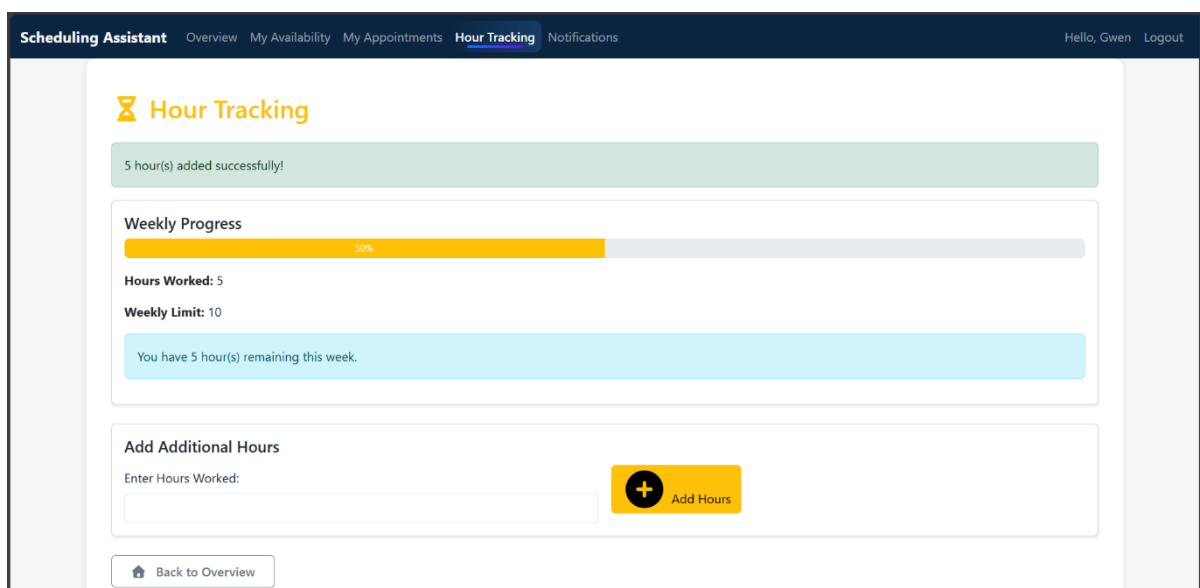 Scheduling Assistant Overview My Availability My Appointments Hour Tracking Notifications Hello, Gwen Logout
Hour Tracking
5 hour(s) added successfully!
Weekly Progress
50%
Hours Worked: 5
Weekly Limit: 10
You have 5 hour(s) remaining this week.
Add Additional Hours
Enter Hours Worked:
Add Hours
Back to Overview